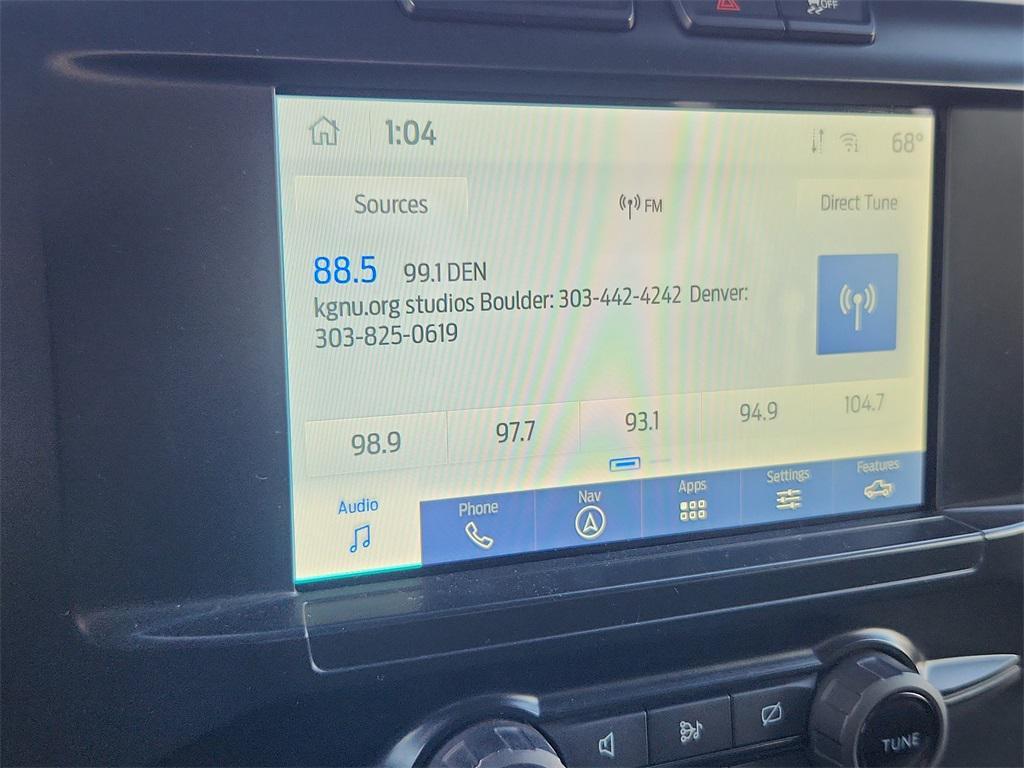 OFF
1:04
68°
Sources
FM
Direct Tune
88.5 99.1 DEN
kgnu.org studios Boulder: 303-442-4242 Denver:
303-825-0619
98.9
97.7
93.1
94.9
104.7
Audio
Phone
Nav
Apps
Settings
Features
TUNE